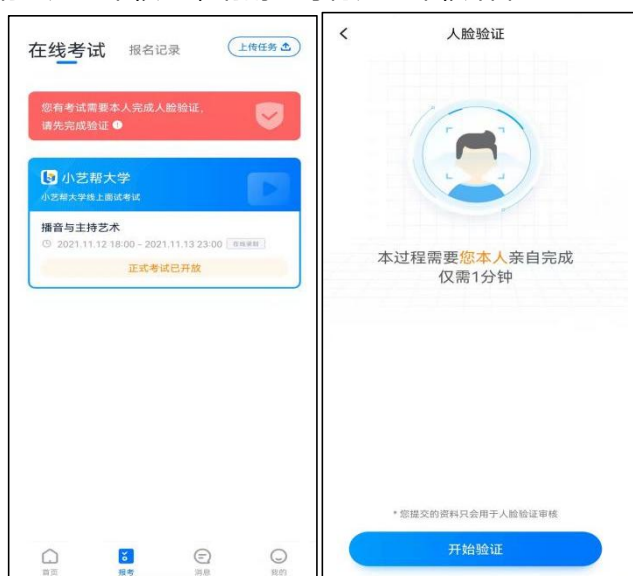 在线考试 报名记录 上传任务
您有考试需要本人完成人脸验证，
请先完成验证
小艺帮大学
小艺帮大学线上面试考试
播音与主持艺术
2021.11.12 18:00 - 2021.11.13 23:00 在线录制
正式考试已开放
首页 报考 消息 我的
人脸验证
本过程需要您本人亲自完成
仅需1分钟
* 您提交的资料只会用于人脸验证审核
开始验证